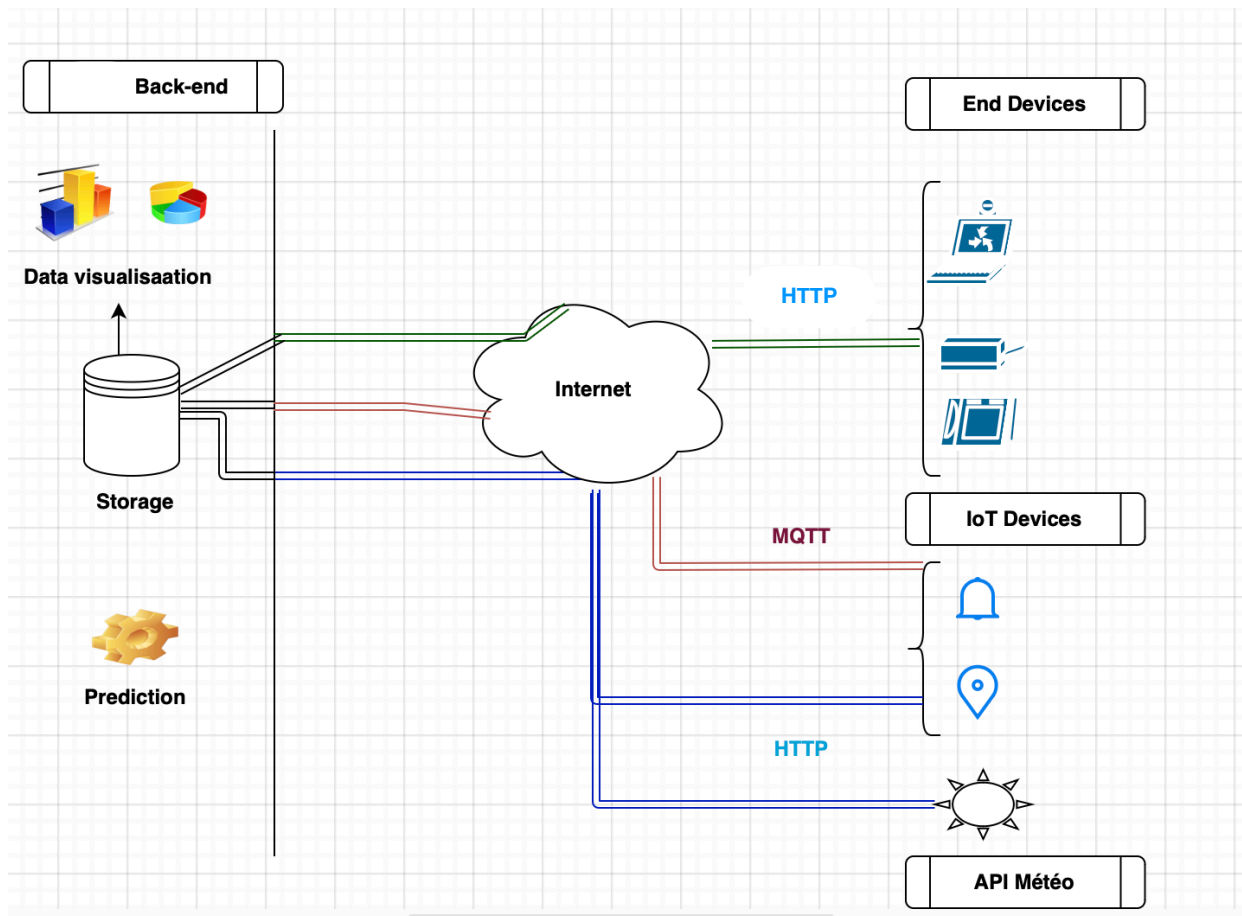 Back-end
End Devices
Data visualisaation
HTTP
Internet
Storage
IoT Devices
MQTT
Prediction
HTTP
API Météo